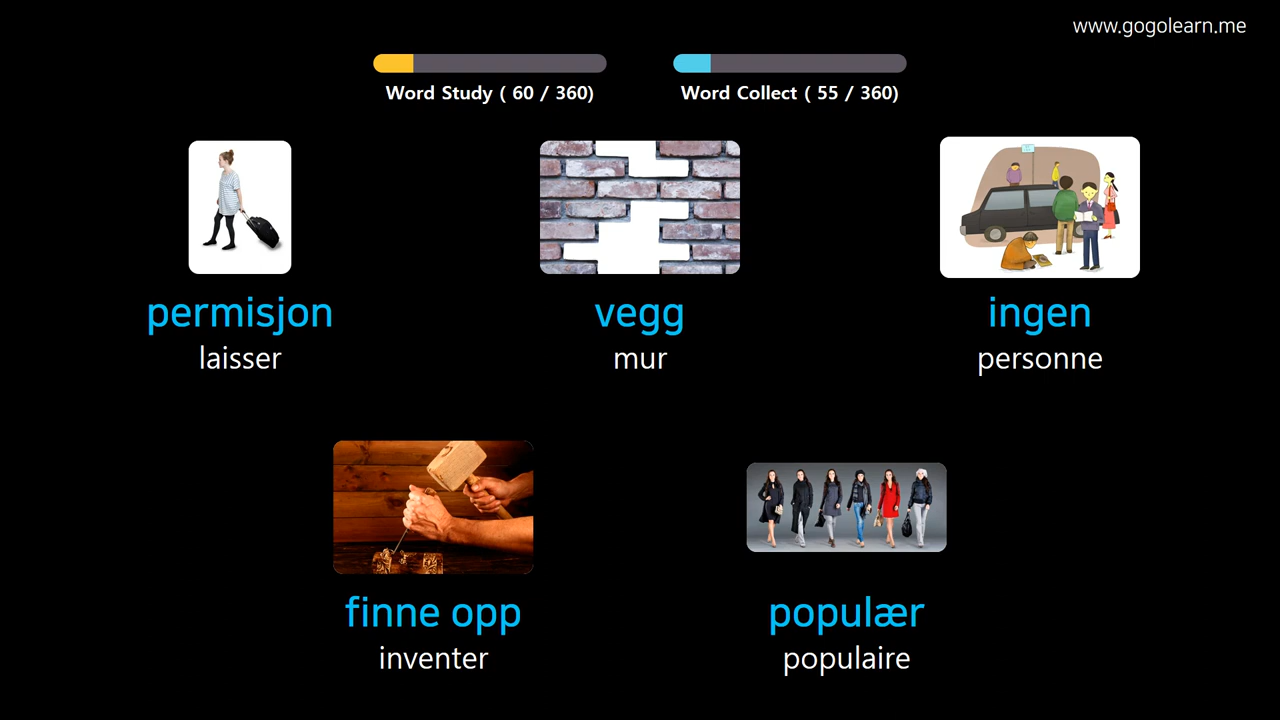 www.gogolearn.me
Word Study ( 60 / 360)
Word Collect ( 55 / 360)
permisjon
laisser
vegg
mur
ingen
personne
finne opp
inventer
populær
populaire